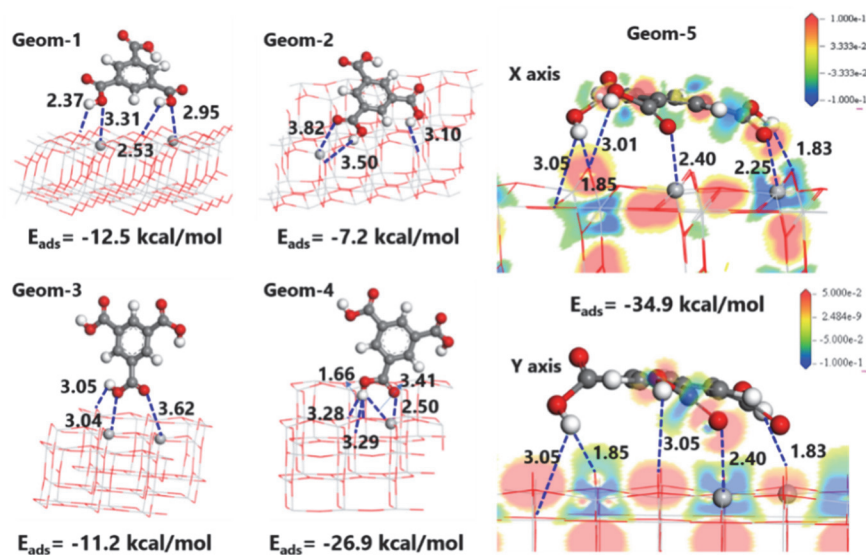 Geom-1
2.37
3.31
2.95
2.53
E_ads= -12.5 kcal/mol
Geom-2
3.82
3.50
3.10
E_ads= -7.2 kcal/mol
Geom-5
X axis
3.05
1.85
3.01
2.40
2.25
1.83
1.000e-1
3.333e-2
-3.333e-2
-1.000e-1
E_ads= -34.9 kcal/mol
Geom-3
3.05
3.04
3.62
E_ads= -11.2 kcal/mol
Geom-4
1.66
3.41
3.28
2.50
3.29
E_ads= -26.9 kcal/mol
Y axis
3.05
1.85
3.05
2.40
1.83
5.000e-2
2.484e-9
-5.000e-2
-1.000e-1